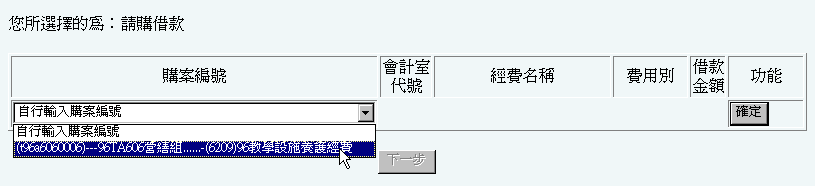 您所選擇的為：請購借款
購案編號
會計室代號
經費名稱
費用別
借款金額
功能
自行輸入購案編號
確定
自行輸入購案編號
(f96a6060006)---96TA606營繕組......-(6209)96教學設施養護經費
下一步